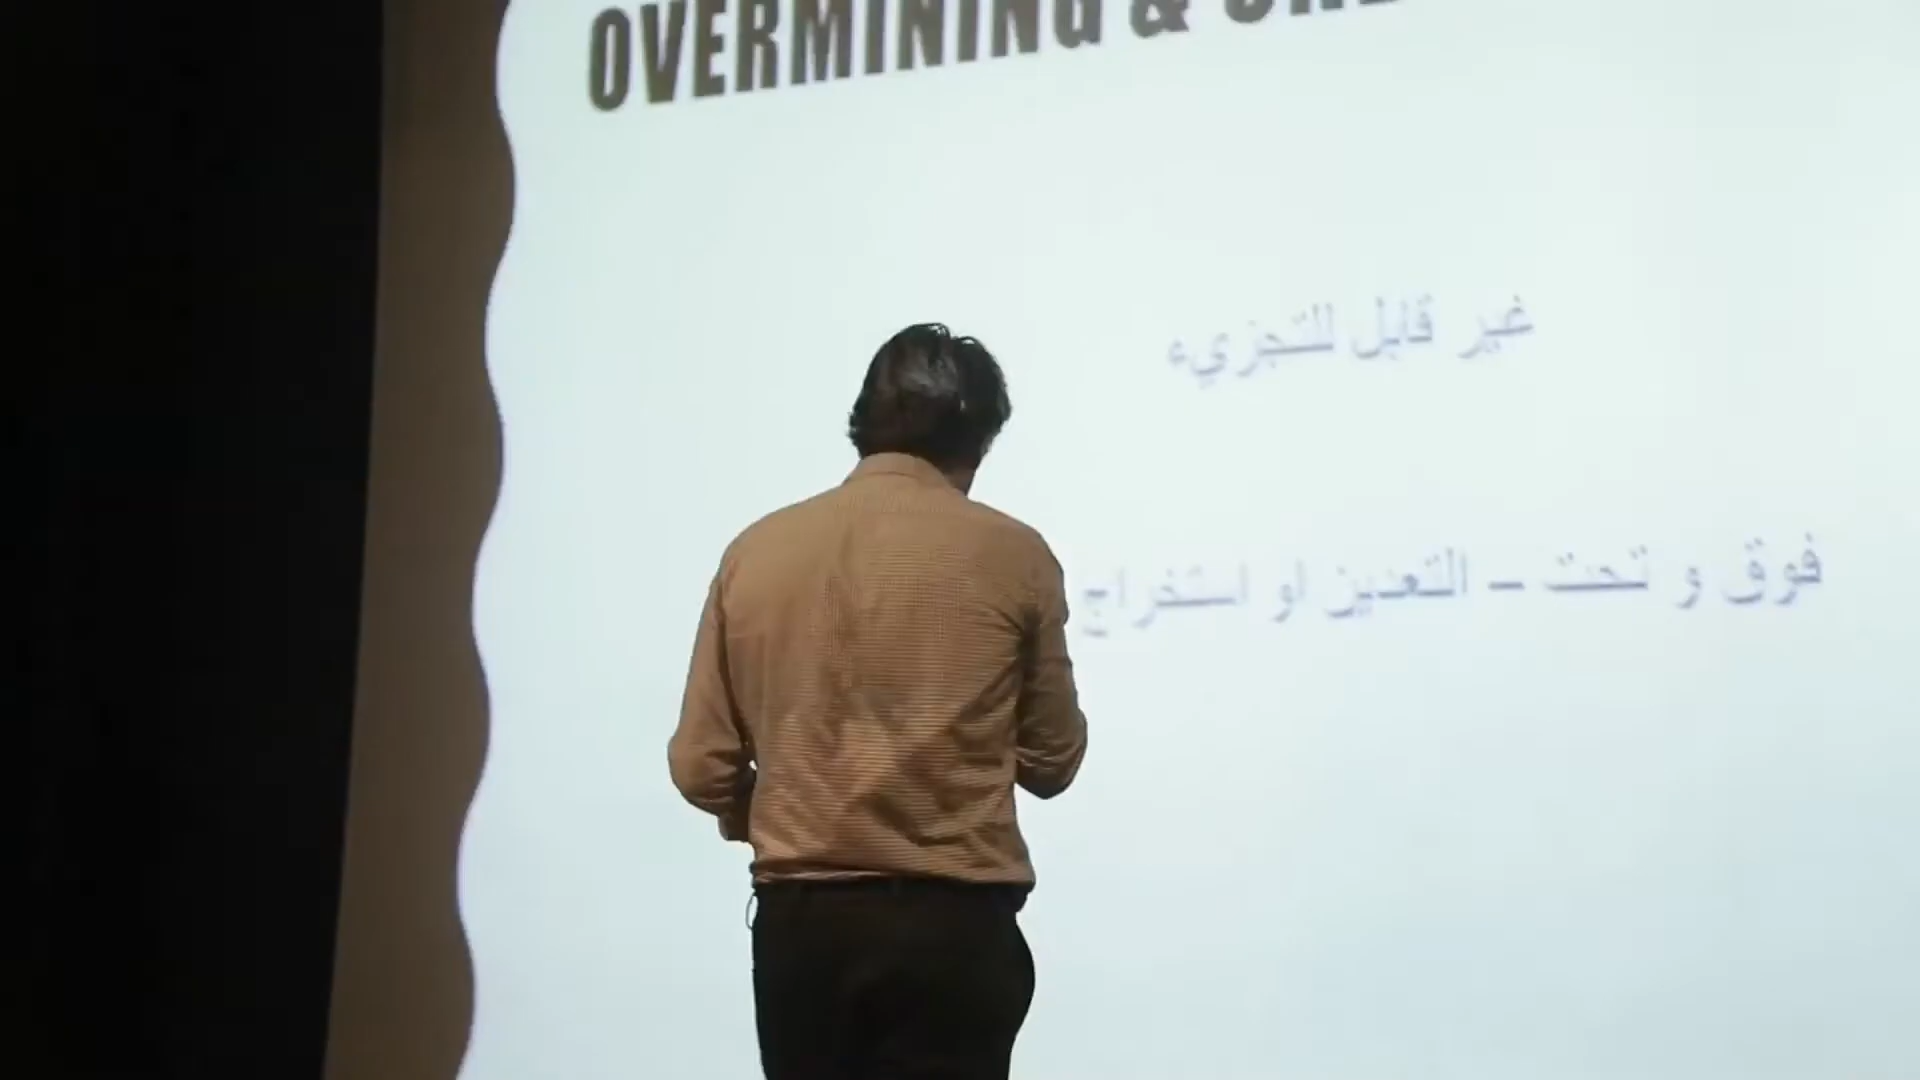 OVERMINING &
غير قابل للتجزيء
فوق و تحت – التعدين او استخراج